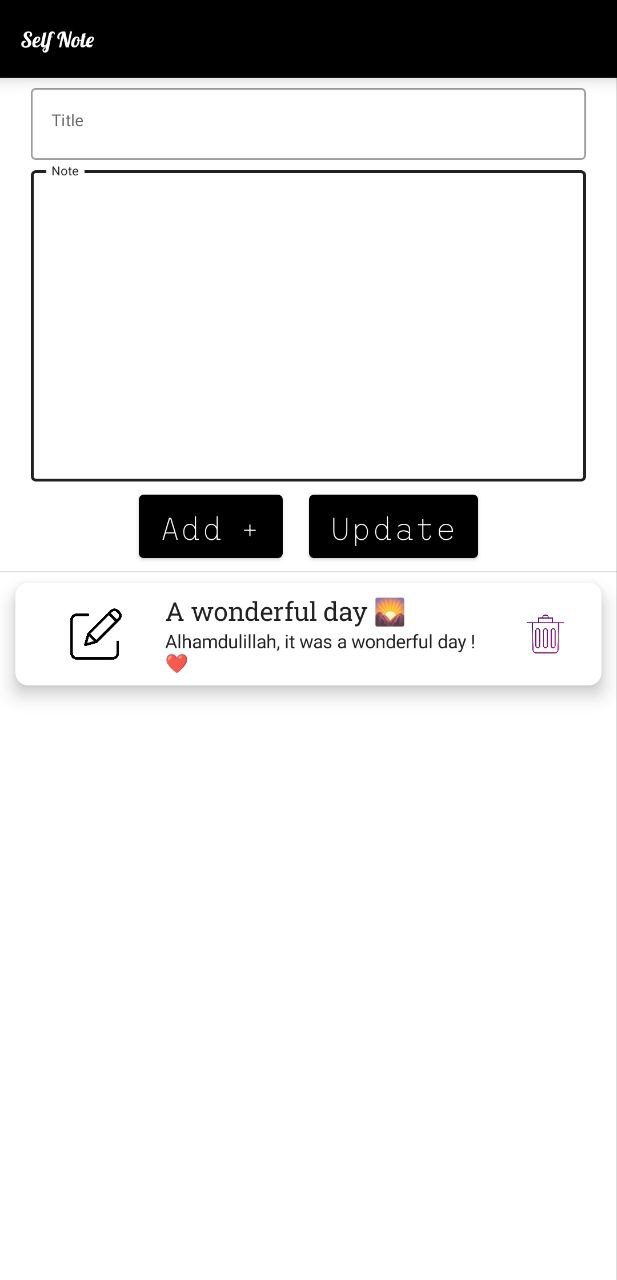 Self Note
Title
Note
Add +
Update
A wonderful day 🌄
Alhamdulillah, it was a wonderful day !
❤️